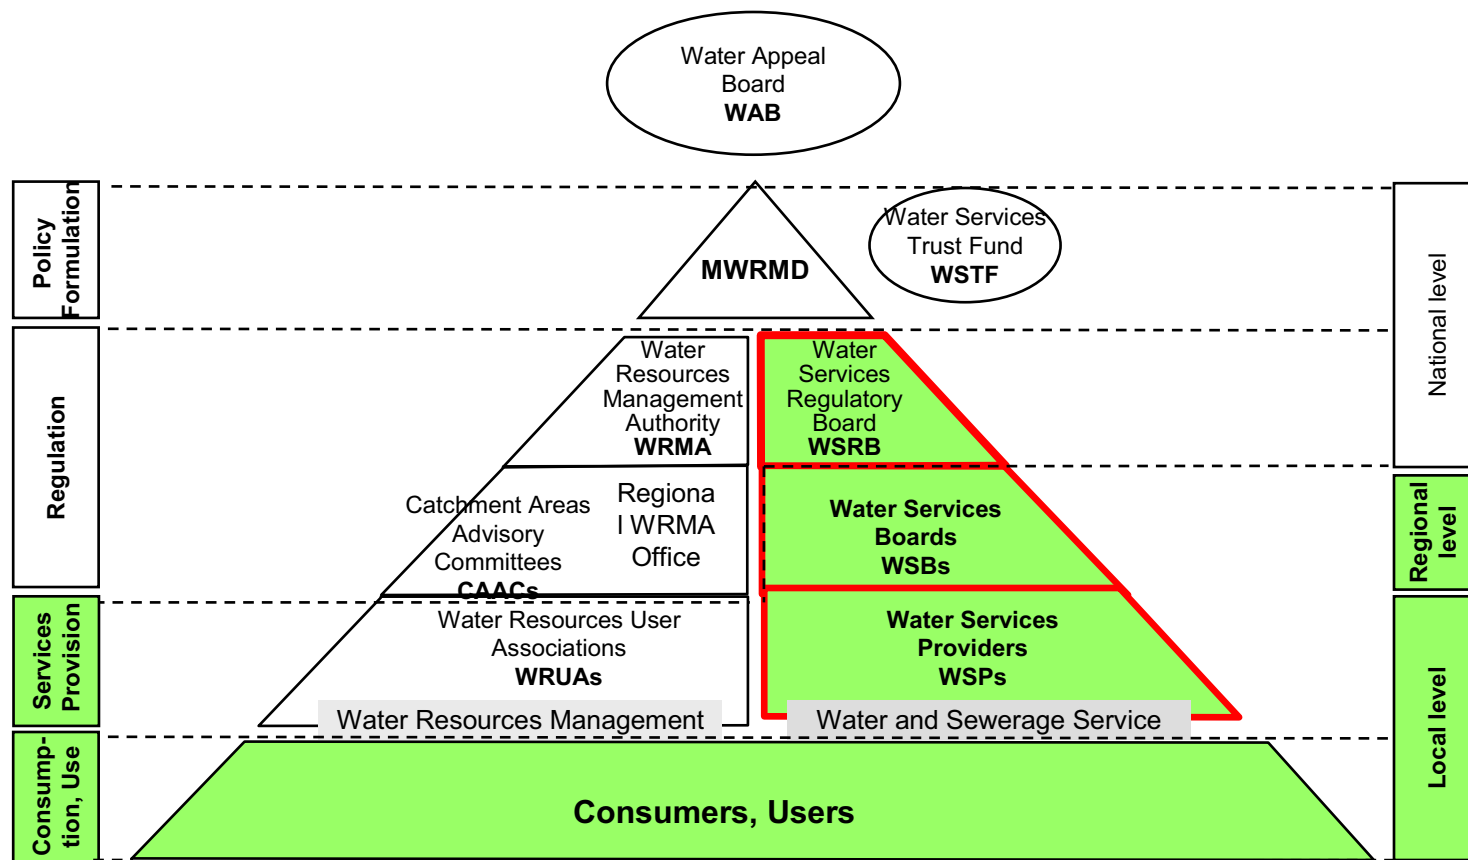 Water Appeal
Board
WAB
Policy
Formulation
MWRMD
Water Services
Trust Fund
WSTF
National level
Regulation
Water
Resources
Management
Authority
WRMA
Water
Services
Regulatory
Board
WSRB
Catchment Areas
Advisory
Committees
CAACs
Regiona
l WRMA
Office
Water Services
Boards
WSBs
Regional
level
Services
Provision
Water Resources User
Associations
WRUAs
Water Services
Providers
WSPs
Local level
Water Resources Management
Water and Sewerage Service
Consump-
tion, Use
Consumers, Users